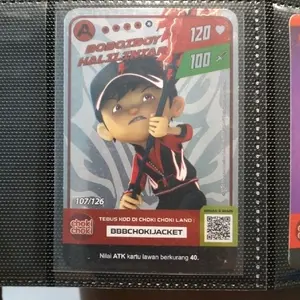 A
120
BOBOIBOY
HALILINTAR
100
107/126
choki
choki
TEBUS KOD DI CHOKI CHOKI LAND :
BBBCHOKIJACKET
Nilai ATK kartu lawan berkurang 40.